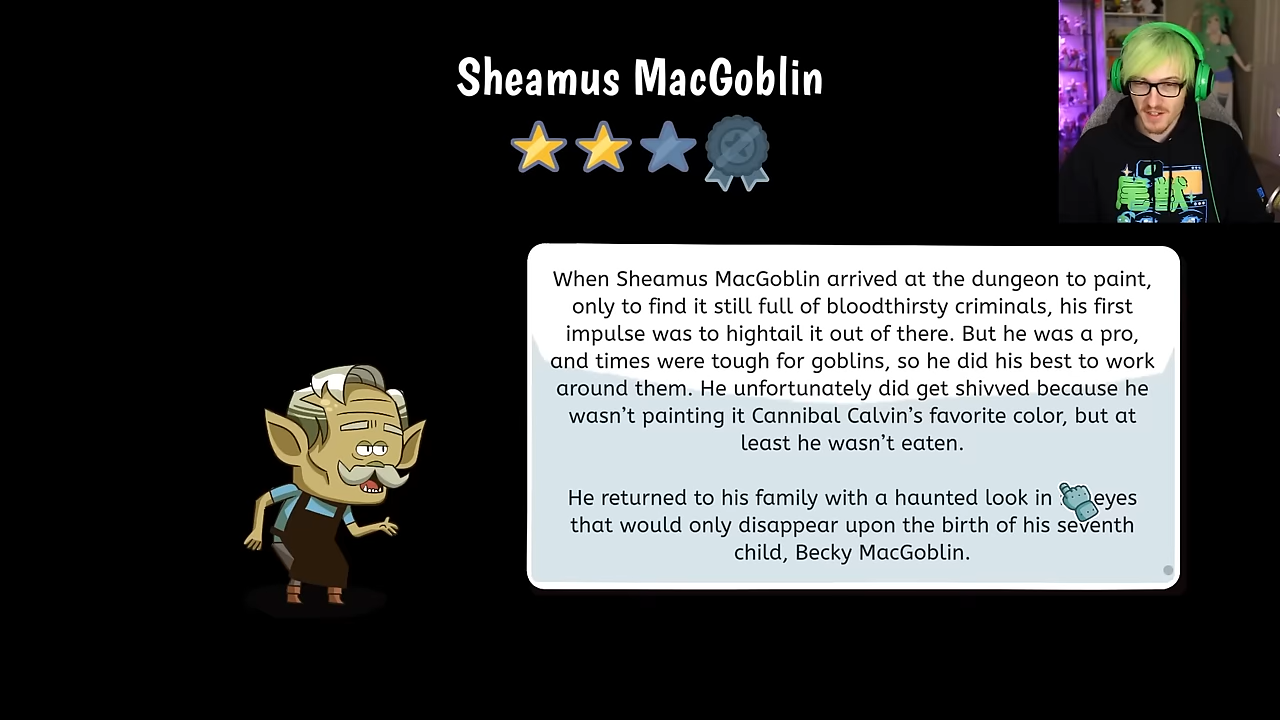 Sheamus MacGoblin
When Sheamus MacGoblin arrived at the dungeon to paint,
only to find it still full of bloodthirsty criminals, his first
impulse was to hightail it out of there. But he was a pro,
and times were tough for goblins, so he did his best to work
around them. He unfortunately did get shivved because he
wasn’t painting it Cannibal Calvin’s favorite color, but at
least he wasn’t eaten.
He returned to his family with a haunted look in eyes
that would only disappear upon the birth of his seventh
child, Becky MacGoblin.
尾獣